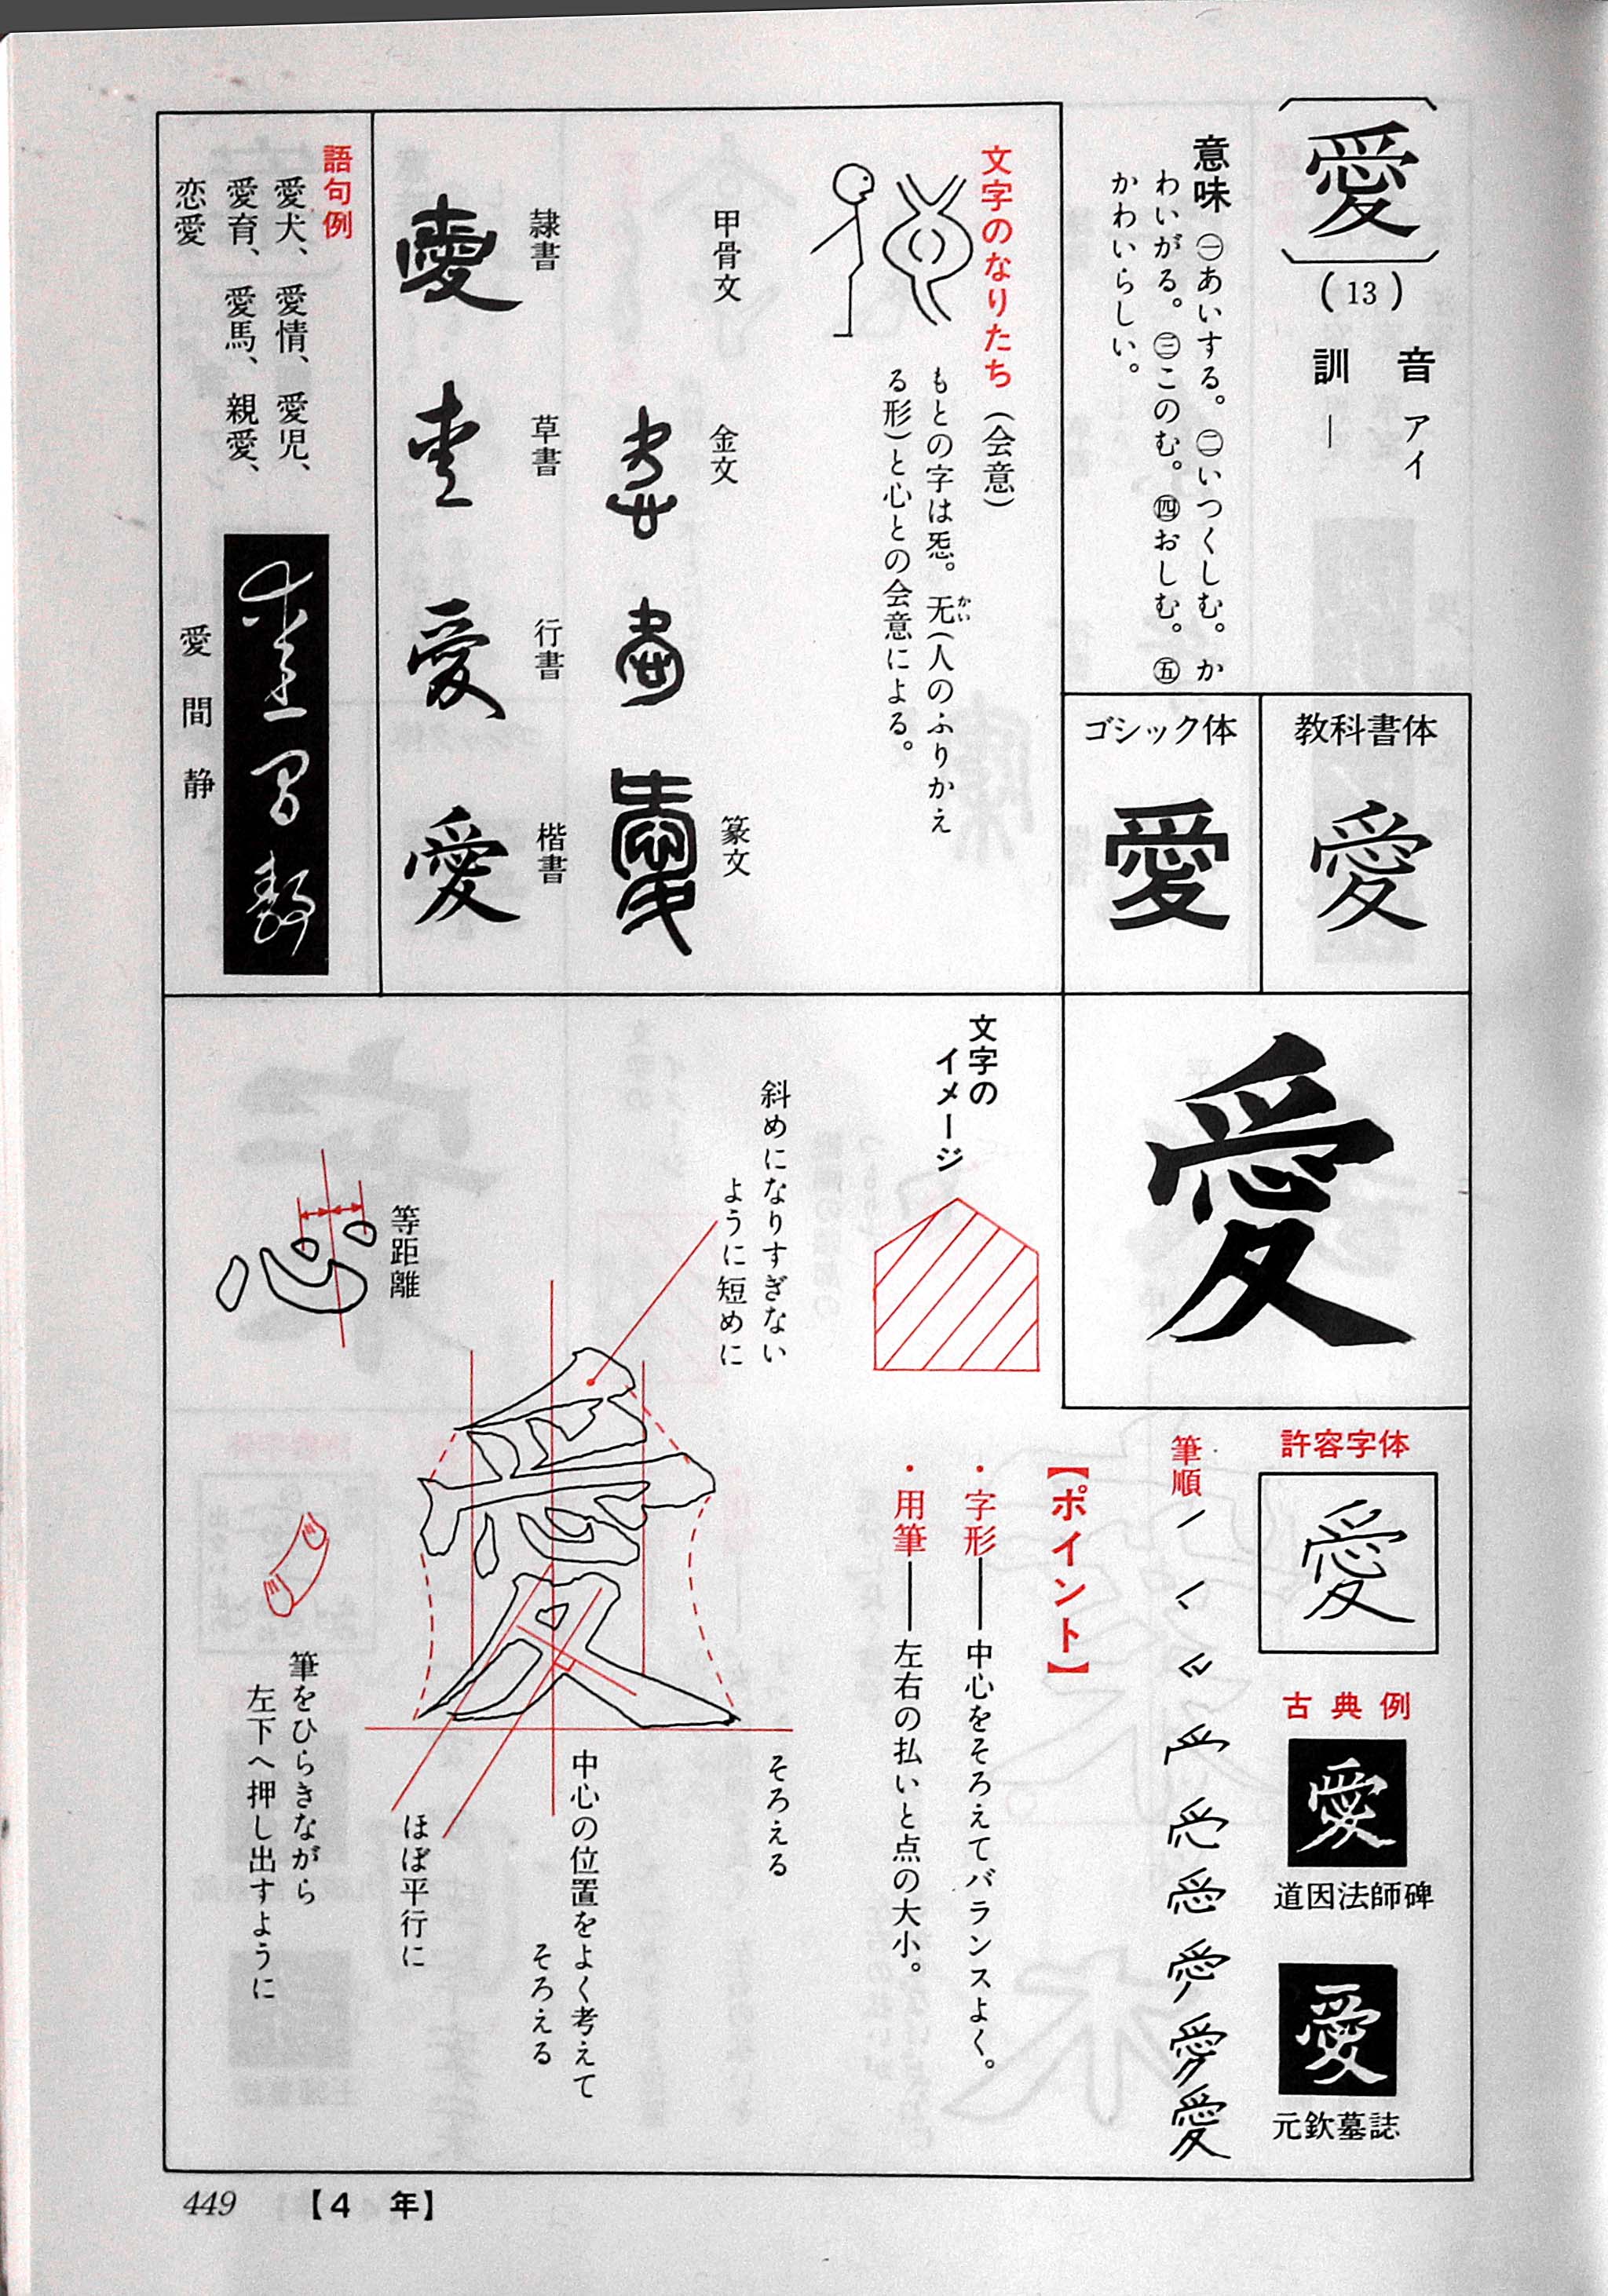 愛
(13)
音 アイ
訓 ―
意味 ㊀あいする。㊁いつくしむ。か
わいがる。㊂このむ。㊃おしむ。㊄
かわいらしい。
教科書体
愛
ゴシック体
愛
文字のなりたち (会意)
もとの字は㤅。旡(人のふりかえ
かい
る形)と心との会意による。
甲骨文
金文
篆文
隷書
愛
草書
愛
行書
愛
楷書
愛
語句例
愛犬、愛情、愛児、
愛育、愛馬、親愛、
恋愛
愛間静
愛間静
愛
許容字体
愛
古典例
愛
道因法師碑
愛
元欽墓誌
筆順
愛
【ポイント】
・字形――中心をそろえてバランスよく。
・用筆――左右の払いと点の大小。
文字の
イメージ
斜めになりすぎない
ように短めに
愛
そろえる
中心の位置をよく考えて
そろえる
ほぼ平行に
等距離
心
筆をひらきながら
左下へ押し出すように
449 【4 年】